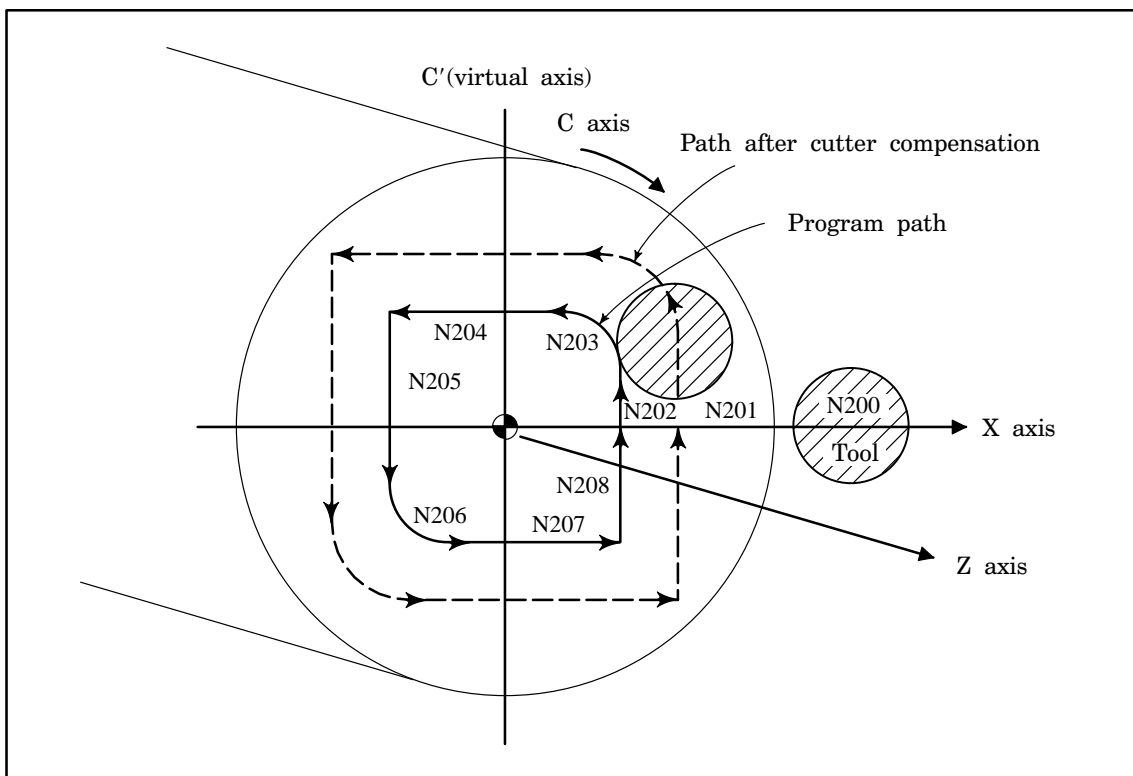 C′(virtual axis)
C axis
Path after cutter compensation
Program path
N204
N203
N205
N202
N201
N200
Tool
X axis
N208
N206
N207
Z axis